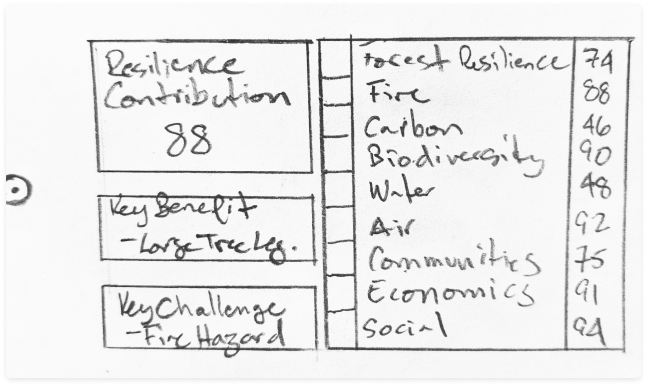 Resilience
Contribution
88
Key Benefit
- Large Tree Leg.
Key Challenge
- Fire Hazard
Forest Resilience 74
Fire 88
Carbon 46
Biodiversity 90
Water 48
Air 92
Communities 75
Economics 91
Social 94